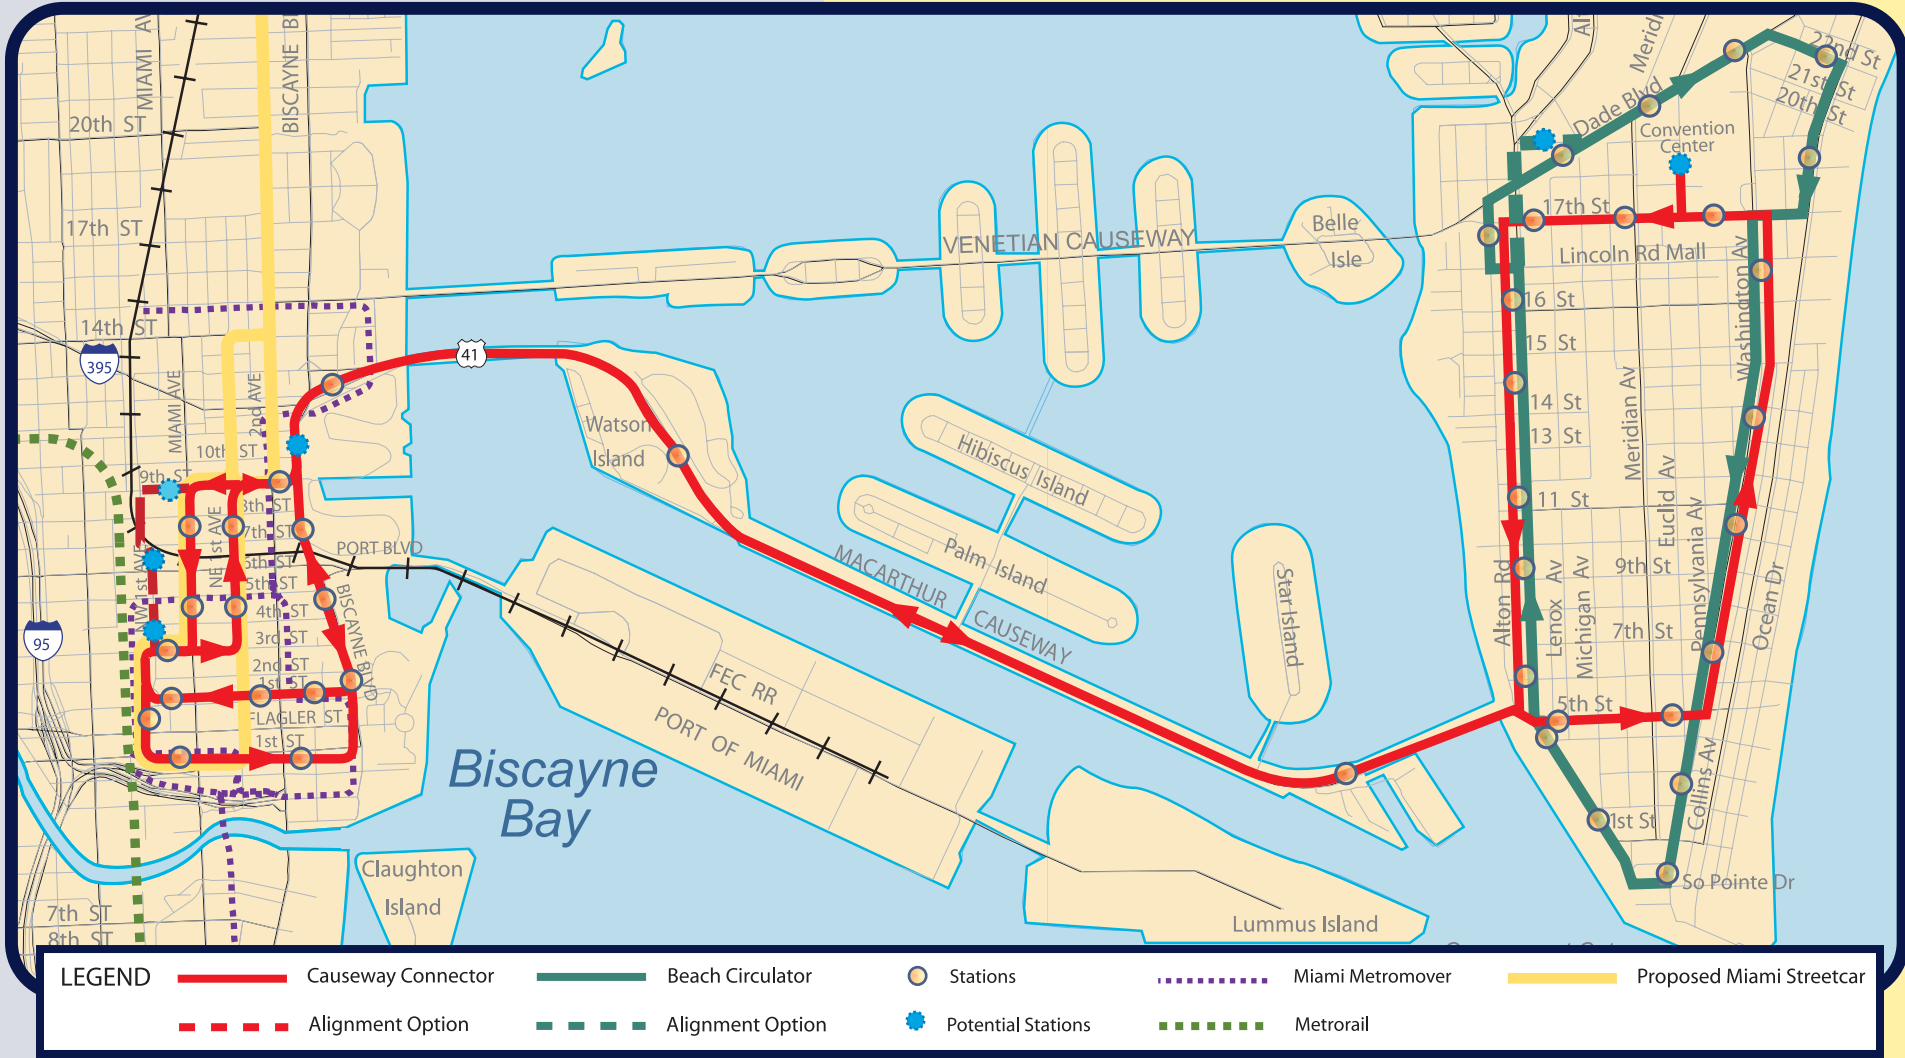 MIAMI AV
BISCAYNE B
20th ST
17th ST
14th ST
395
MIAMI AVE
2nd AVE
10th ST
9th ST
8th ST
7th ST
NE 1st AVE
6th ST
5th ST
4th ST
3rd ST
2nd ST
1st ST
FLAGLER ST
1st ST
NW 1st AVE
BISCAYNE BLVD
PORT BLVD
95
7th ST
8th ST
41
Watson
Island
VENETIAN CAUSEWAY
Belle
Isle
Hibiscus Island
Palm Island
Star Island
MACARTHUR
CAUSEWAY
FEC RR
PORT OF MIAMI
Biscayne
Bay
Claughton
Island
Lummus Island
Meridi
Dade Blvd
22nd St
21st St
20th St
Convention
Center
17th St
Lincoln Rd Mall
16 St
15 St
14 St
13 St
11 St
9th St
7th St
5th St
1st St
So Pointe Dr
Alton Rd
Lenox Av
Michigan Av
Meridian Av
Euclid Av
Pennsylvania Av
Washington Av
Collins Av
Ocean Dr
LEGEND
Causeway Connector
Beach Circulator
Stations
Miami Metromover
Proposed Miami Streetcar
Alignment Option
Alignment Option
Potential Stations
Metrorail